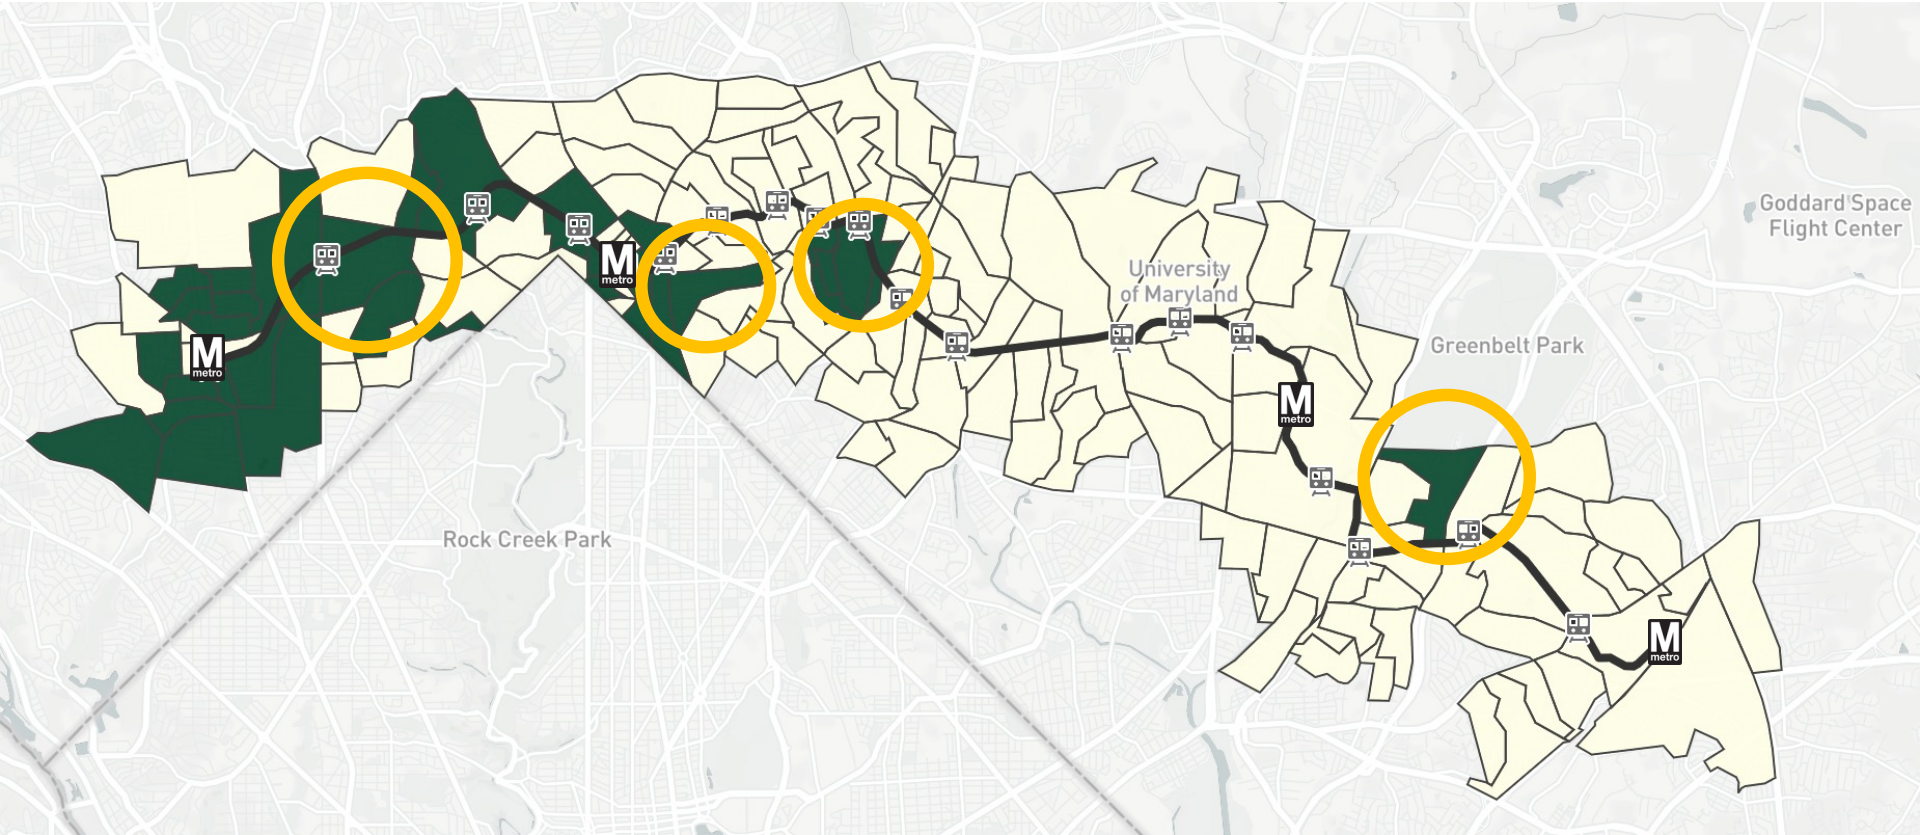 Goddard Space
Flight Center
M
metro
University
of Maryland
Greenbelt Park
M
metro
M
metro
Rock Creek Park
M
metro